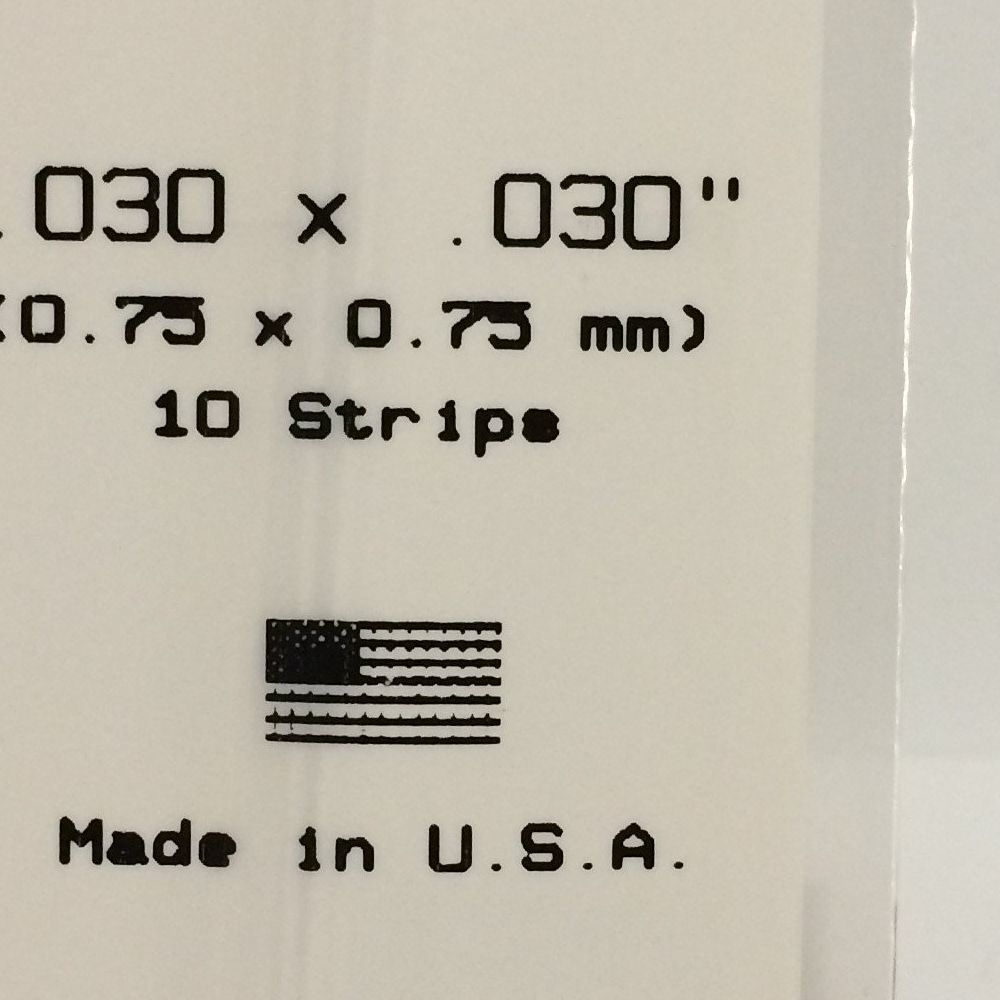 .030 x .030"
(0.75 x 0.75 mm)
10 Strips
Made in U.S.A.